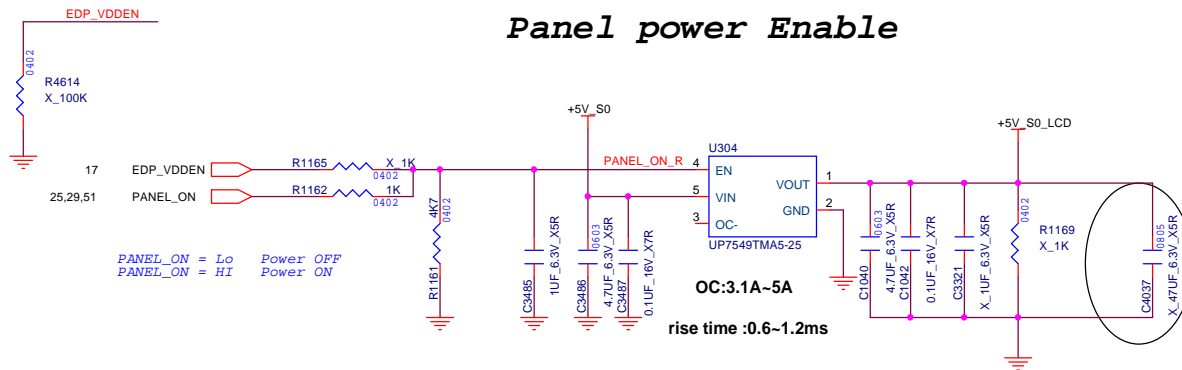 Panel power Enable
EDP_VDDEN
0402
R4614
X_100K
+5V_S0
+5V_S0_LCD
17 EDP_VDDEN
R1165 X_1K
0402
25,29,51 PANEL_ON
R1162 1K
0402
PANEL_ON_R
U304
4 EN
5 VIN
3 OC-
VOUT 1
GND 2
UP7549TMA5-25
PANEL_ON = Lo Power OFF
PANEL_ON = HI Power ON
R1161
4K7
0402
C3485
1UF_6.3V_X5R
C3486
4.7UF_6.3V_X5R
0603
C3487
0.1UF_16V_X7R
OC:3.1A~5A
rise time :0.6~1.2ms
C1040
4.7UF_6.3V_X5R
0603
C1042
0.1UF_16V_X7R
C3321
X_1UF_6.3V_X5R
0402
R1169
X_1K
C4037
X_47UF_6.3V_X5R
0805